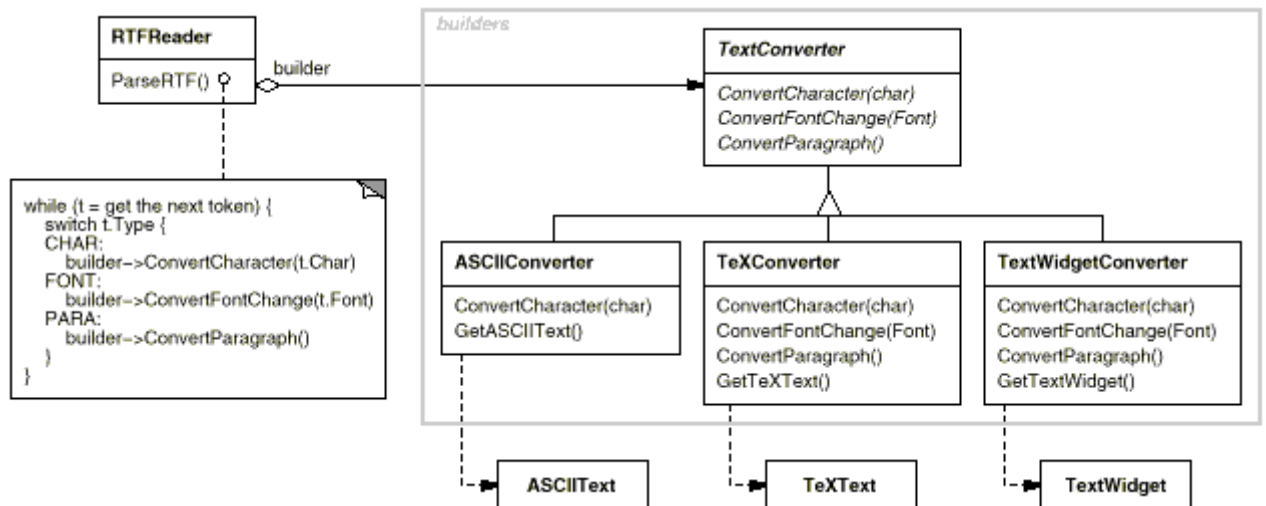 builders
RTFReader
ParseRTF()
builder
TextConverter
ConvertCharacter(char)
ConvertFontChange(Font)
ConvertParagraph()
while (t = get the next token) {
switch t.Type {
CHAR:
builder->ConvertCharacter(t.Char)
FONT:
builder->ConvertFontChange(t.Font)
PARA:
builder->ConvertParagraph()
}
}
ASCIIConverter
ConvertCharacter(char)
GetASCIIText()
TeXConverter
ConvertCharacter(char)
ConvertFontChange(Font)
ConvertParagraph()
GetTeXText()
TextWidgetConverter
ConvertCharacter(char)
ConvertFontChange(Font)
ConvertParagraph()
GetTextWidget()
ASCIIText
TeXText
TextWidget